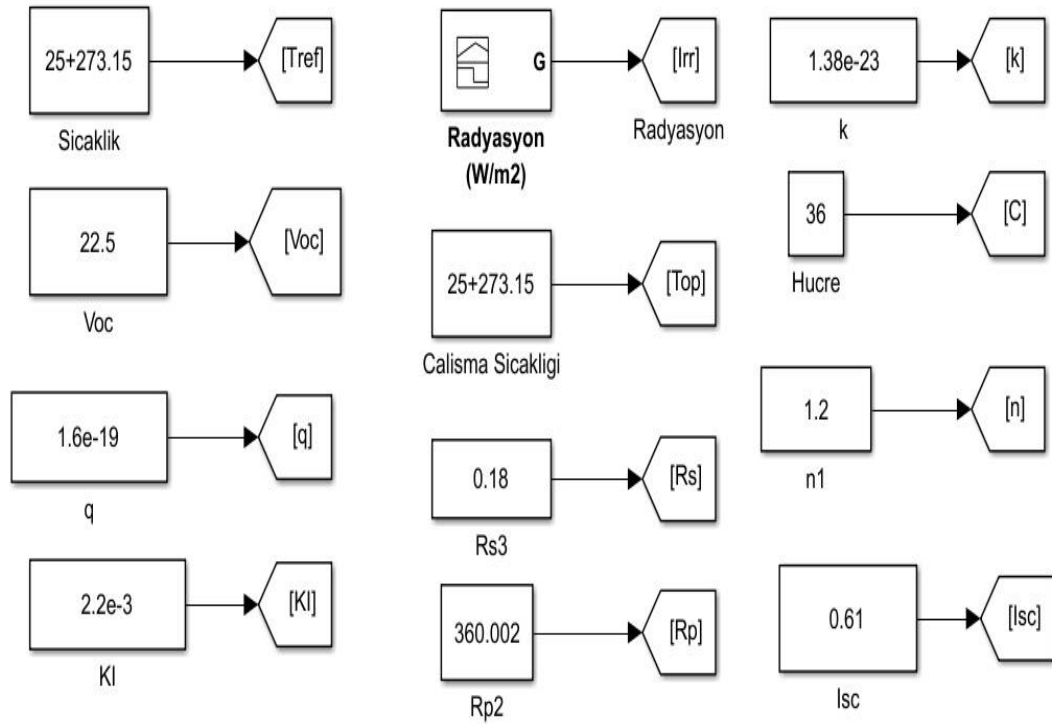 25+273.15
[Tref]
Sicaklik
22.5
[Voc]
Voc
1.6e-19
[q]
q
2.2e-3
[KI]
KI
G
[Irr]
Radyasyon
(W/m2)
Radyasyon
25+273.15
[Top]
Calisma Sicakligi
0.18
[Rs]
Rs3
360.002
[Rp]
Rp2
1.38e-23
[k]
k
36
[C]
Hucre
1.2
[n]
n1
0.61
[Isc]
Isc